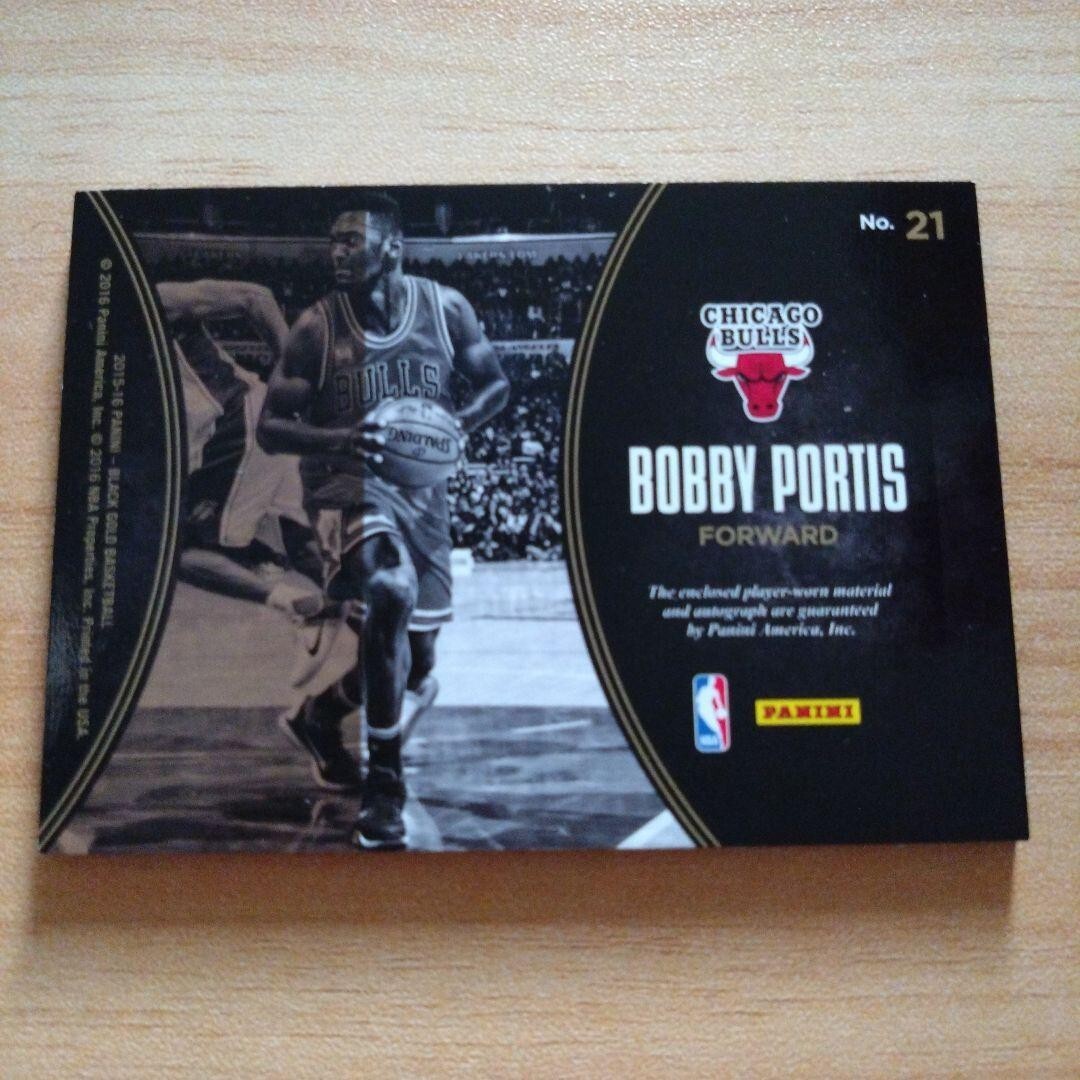 No. 21
CHICAGO
BULLS
BOBBY PORTIS
FORWARD
The enclosed player-worn material
and autograph are guaranteed
by Panini America, Inc.
NBA
PANINI
BULLS
SPALDING
2015-16 PANINI - BLACK GOLD BASKETBALL
© 2016 Panini America, Inc. © 2016 NBA Properties, Inc. Printed in the USA.